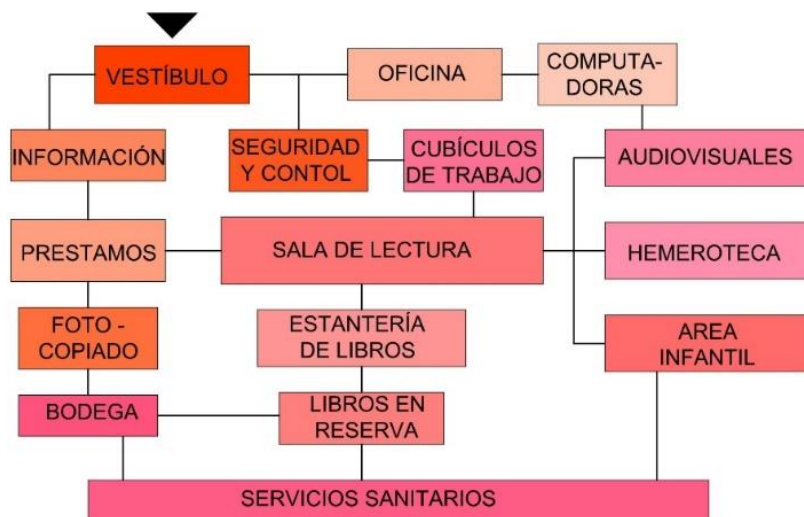 VESTÍBULO
OFICINA
COMPUTA-
DORAS
INFORMACIÓN
SEGURIDAD
Y CONTOL
CUBÍCULOS
DE TRABAJO
AUDIOVISUALES
PRESTAMOS
SALA DE LECTURA
HEMEROTECA
FOTO -
COPIADO
ESTANTERÍA
DE LIBROS
AREA
INFANTIL
BODEGA
LIBROS EN
RESERVA
SERVICIOS SANITARIOS